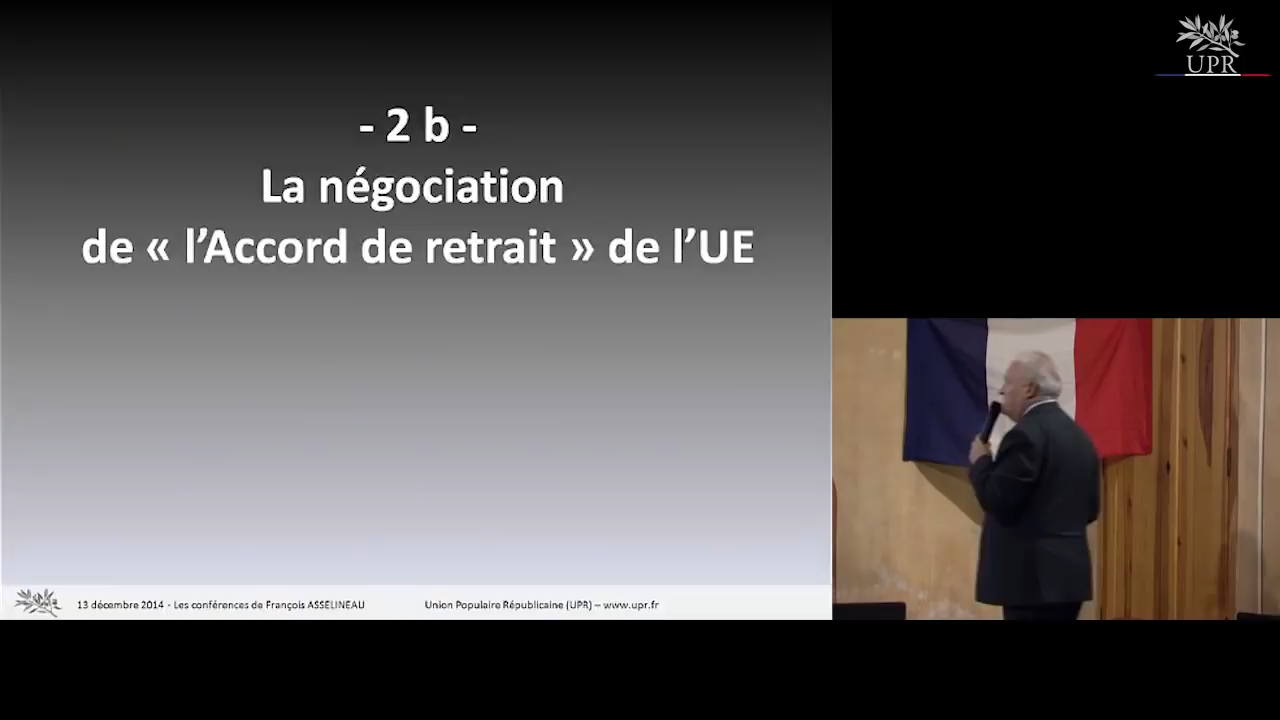 - 2 b -
La négociation
de « l’Accord de retrait » de l’UE
13 décembre 2014 - Les conférences de François ASSELINEAU
Union Populaire Républicaine (UPR) – www.upr.fr
UPR